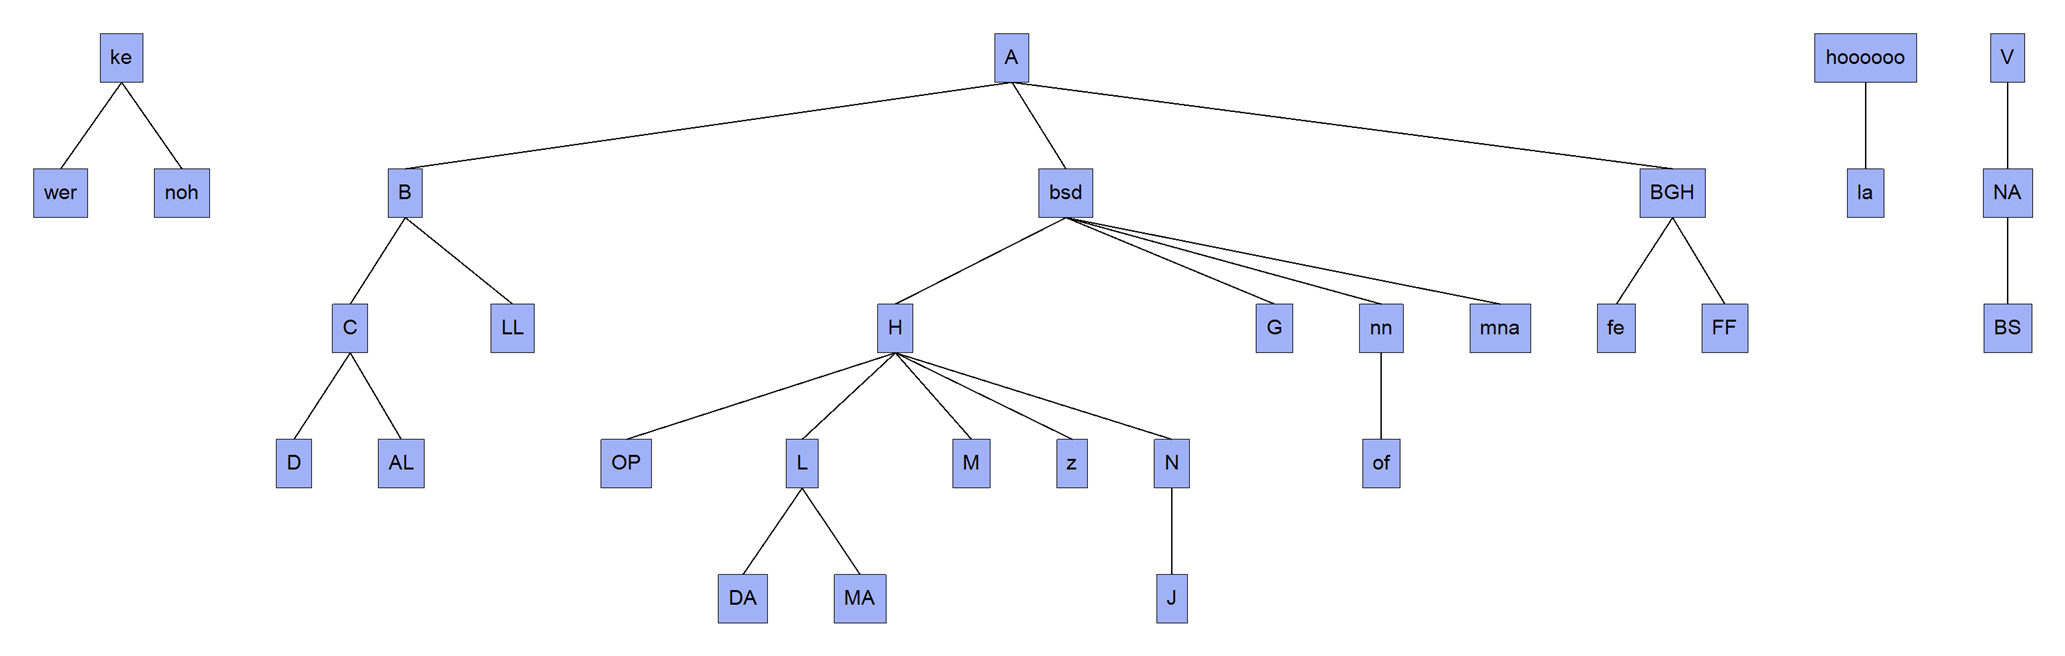 ke A hoooooo V
wer noh B bsd BGH la NA
C LL H G nn mna fe FF BS
D AL OP L M z N of
DA MA J